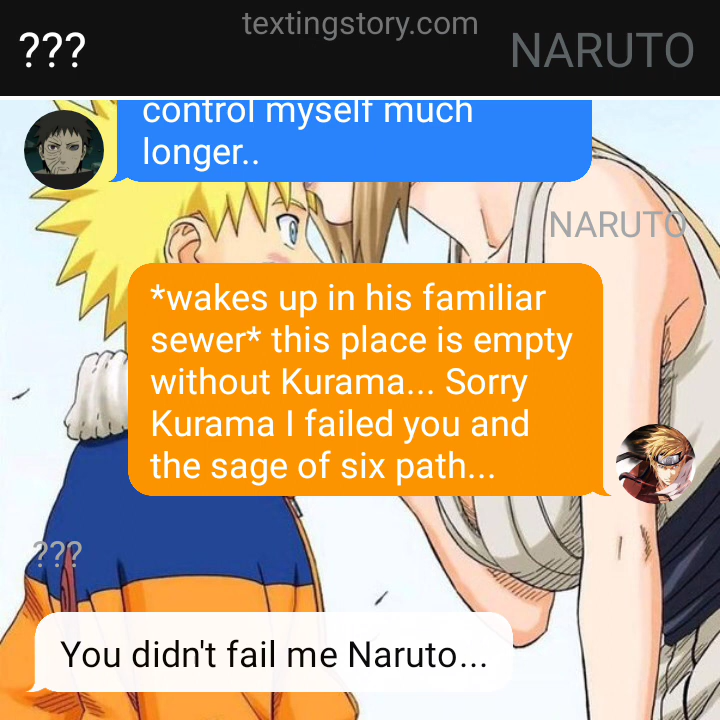 textingstory.com
???
NARUTO
control myself much
longer..
NARUTO
*wakes up in his familiar
sewer* this place is empty
without Kurama... Sorry
Kurama I failed you and
the sage of six path...
???
You didn't fail me Naruto...